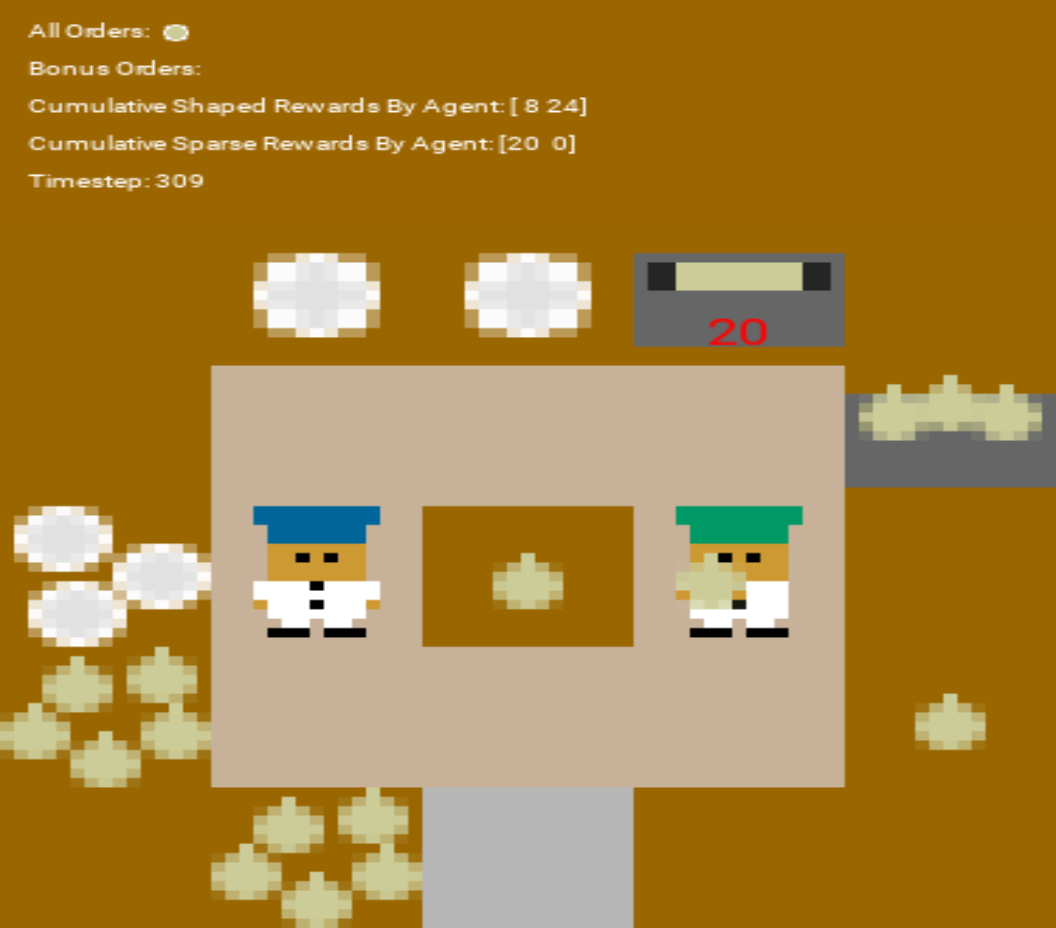 All Orders:
Bonus Orders:
Cumulative Shaped Rewards By Agent: [ 8 24]
Cumulative Sparse Rewards By Agent: [20  0]
Timestep: 309
20